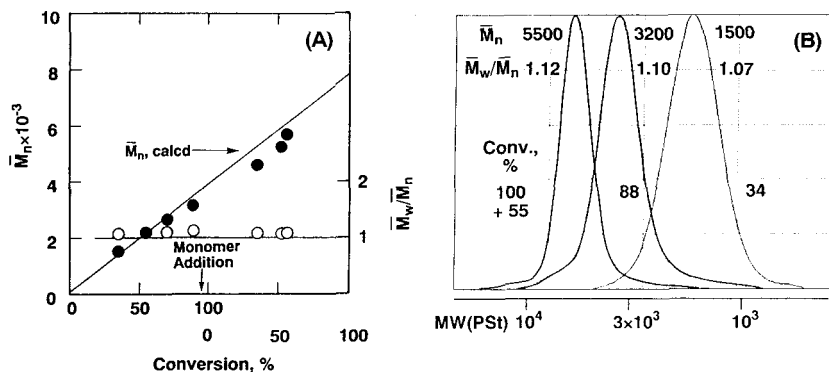 (A)
10
8
6
4
2
0
M̅n×10⁻³
M̅n, calcd
2
1
M̅w/M̅n
Monomer
Addition
0 50 100
0 50 100
Conversion, %
(B)
M̅n 5500 3200 1500
M̅w/M̅n 1.12 1.10 1.07
Conv.,
%
100
+ 55
88
34
MW(PSt) 10⁴ 3×10³ 10³